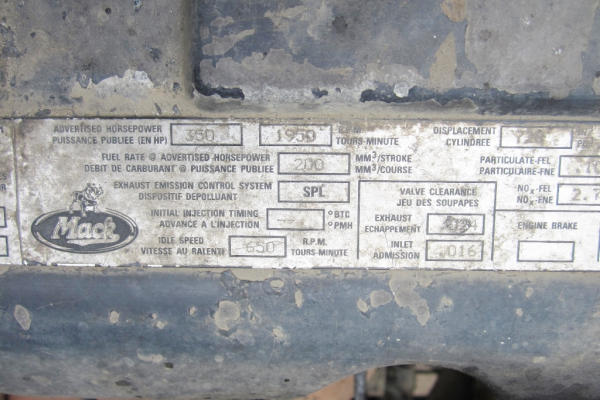 ADVERTISED HORSEPOWER
PUISSANCE PUBLIEE (EN HP)
350
1950
R.P.M.
TOURS-MINUTE
DISPLACEMENT
CYLINDREE
FUEL RATE @ ADVERTISED HORSEPOWER
DEBIT DE CARBURANT @ PUISSANCE PUBLIEE
200
MM³/STROKE
MM³/COURSE
PARTICULATE-FEL
PARTICULAIRE-FNE
EXHAUST EMISSION CONTROL SYSTEM
DISPOSITIF DEPOLLUANT
SPL
VALVE CLEARANCE
JEU DES SOUPAPES
NOx-FEL
NOx-FNE
2.7
Mack
INITIAL INJECTION TIMING
AVANCE A L'INJECTION
°BTC
°PMH
EXHAUST
ECHAPPEMENT
ENGINE BRAKE
IDLE SPEED
VITESSE AU RALENTI
650
R.P.M.
TOURS-MINUTE
INLET
ADMISSION
.016